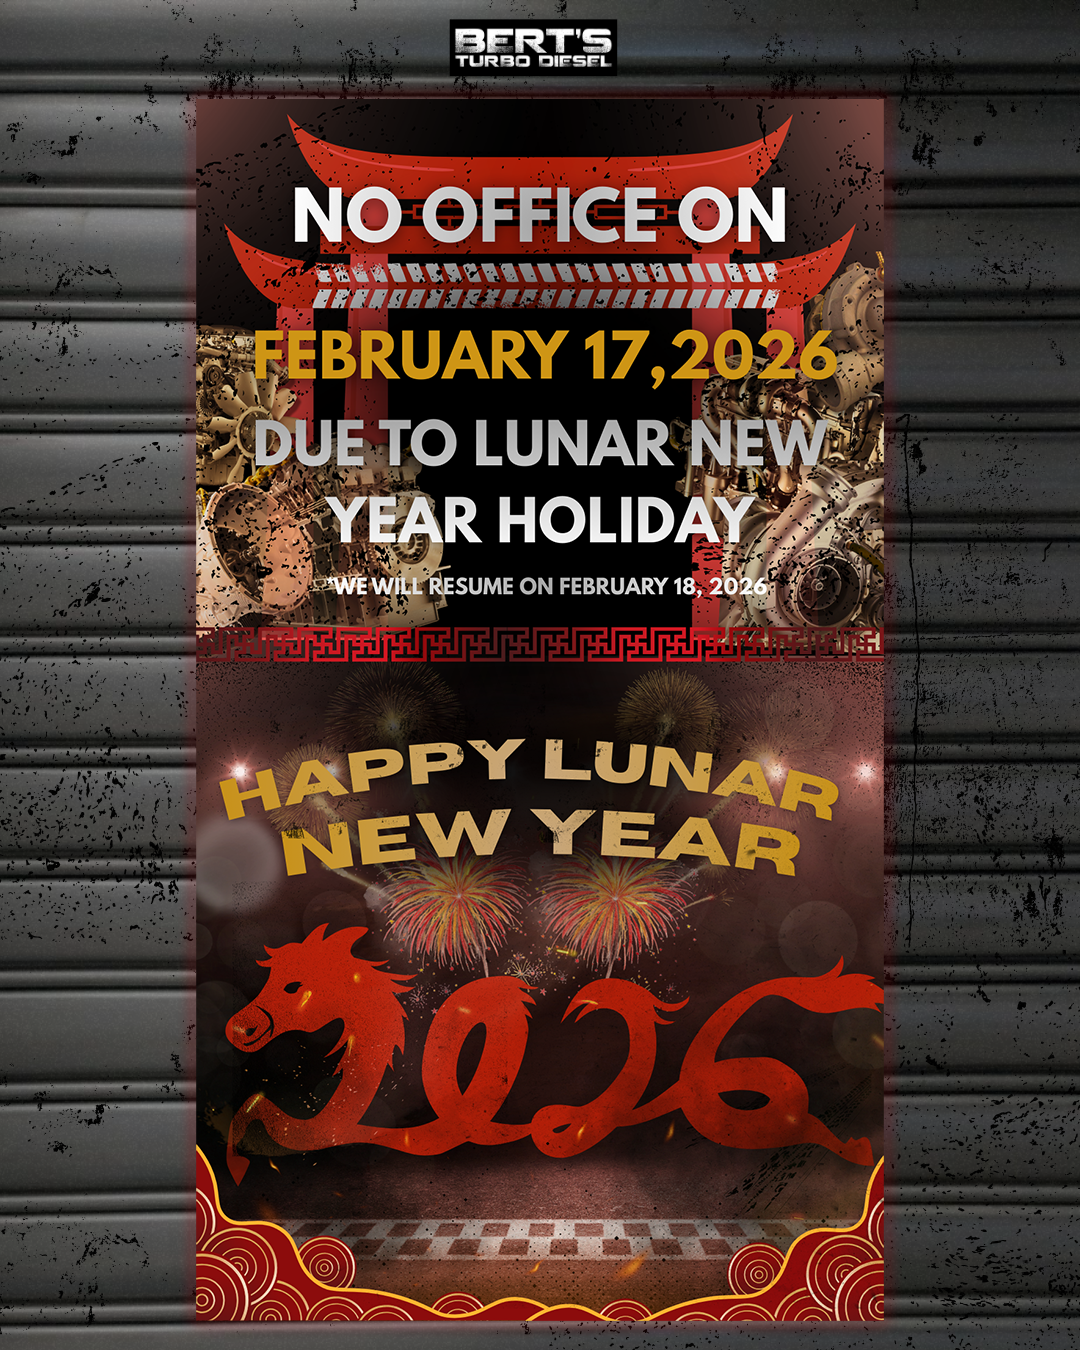 BERT'S
TURBO DIESEL
NO OFFICE ON
FEBRUARY 17,2026
DUE TO LUNAR NEW
YEAR HOLIDAY
*WE WILL RESUME ON FEBRUARY 18, 2026
HAPPY LUNAR
NEW YEAR
2026